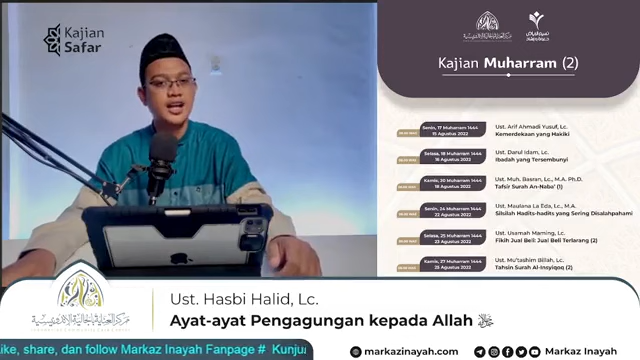 Kajian
Safar
Kajian Muharram (2)
Senin, 17 Muharram 1444
15 Agustus 2022
Ust. Arif Ahmadi Yusuf, Lc.
Kemerdekaan yang Hakiki
Selasa, 18 Muharram 1444
16 Agustus 2022
Ust. Darul Idam, Lc.
Ibadah yang Tersembunyi
Kamis, 20 Muharram 1444
18 Agustus 2022
Ust. Muh. Basran, Lc., M.A. Ph.D.
Tafsir Surah An-Naba' (1)
Senin, 24 Muharram 1444
22 Agustus 2022
Ust. Maulana La Eda, Lc., M.A.
Silsilah Hadits-hadits yang Sering Disalahpahami
Selasa, 25 Muharram 1444
23 Agustus 2022
Ust. Usamah Maming, Lc.
Fikih Jual Beli: Jual Beli Terlarang (2)
Kamis, 27 Muharram 1444
25 Agustus 2022
Ust. Mu'tashim Billah, Lc.
Tahsin Surah Al-Insyiqoq (2)
Ust. Hasbi Halid, Lc.
Ayat-ayat Pengagungan kepada Allah ﷻ
Like, share, dan follow Markaz Inayah Fanpage # Kunju
markazinayah.com
markaz inayah